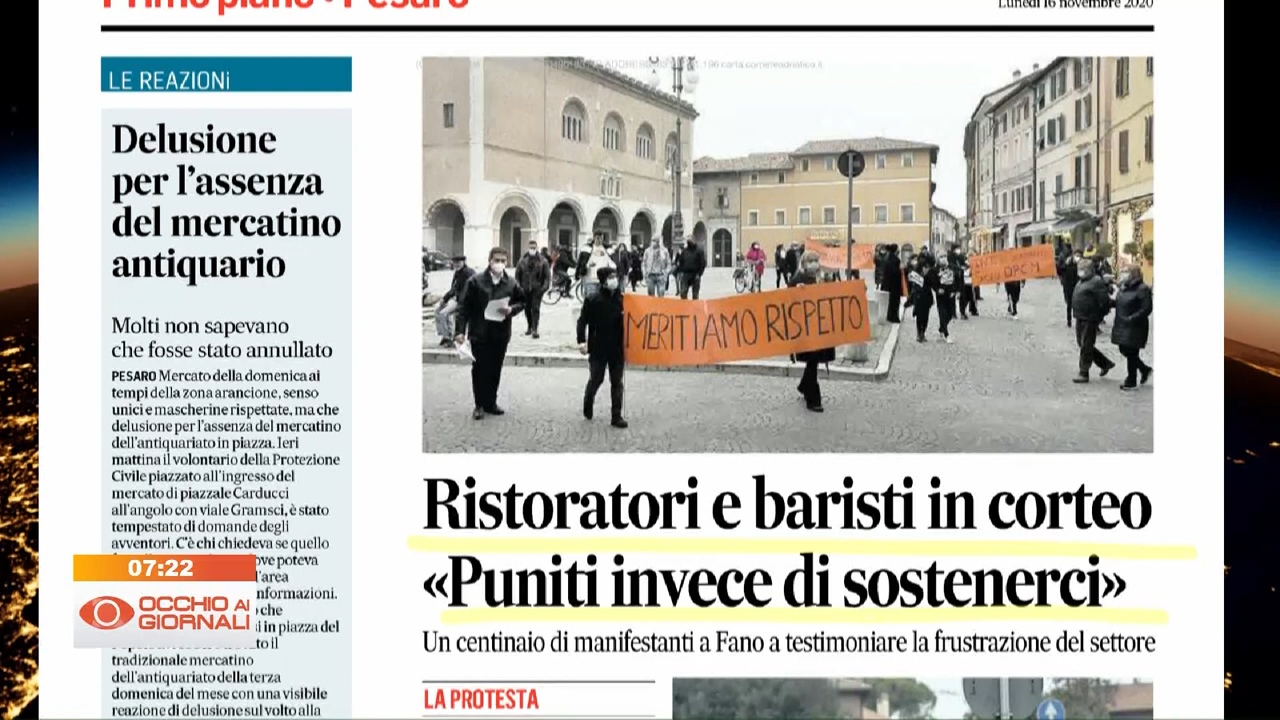 Primo piano • Pesaro
Lunedì 16 novembre 2020
LE REAZIONi
Delusione
per l'assenza
del mercatino
antiquario
Molti non sapevano
che fosse stato annullato
PESARO Mercato della domenica ai
tempi della zona arancione, senso
unici e mascherine rispettate, ma che
delusione per l'assenza del mercatino
dell'antiquariato in piazza. Ieri
mattina il volontario della Protezione
Civile piazzato all'ingresso del
mercato di piazzale Carducci
all'angolo con viale Gramsci, è stato
tempestato di domande degli
avventori. C'è chi chiedeva se quello
poteva
l'area
informazioni.
che
in piazza del
il
tradizionale mercatino
dell'antiquariato della terza
domenica del mese con una visibile
reazione di delusione sul volto alla
07:22
OCCHIO AI
GIORNALI
MERITIAMO RISPETTO
DPCM
Ristoratori e baristi in corteo
«Puniti invece di sostenerci»
Un centinaio di manifestanti a Fano a testimoniare la frustrazione del settore
LA PROTESTA